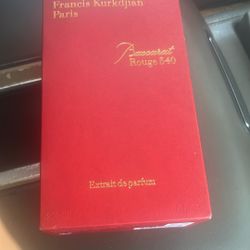 Francis Kurkdjian
Paris
Baccarat
Rouge 540
Extrait de parfum